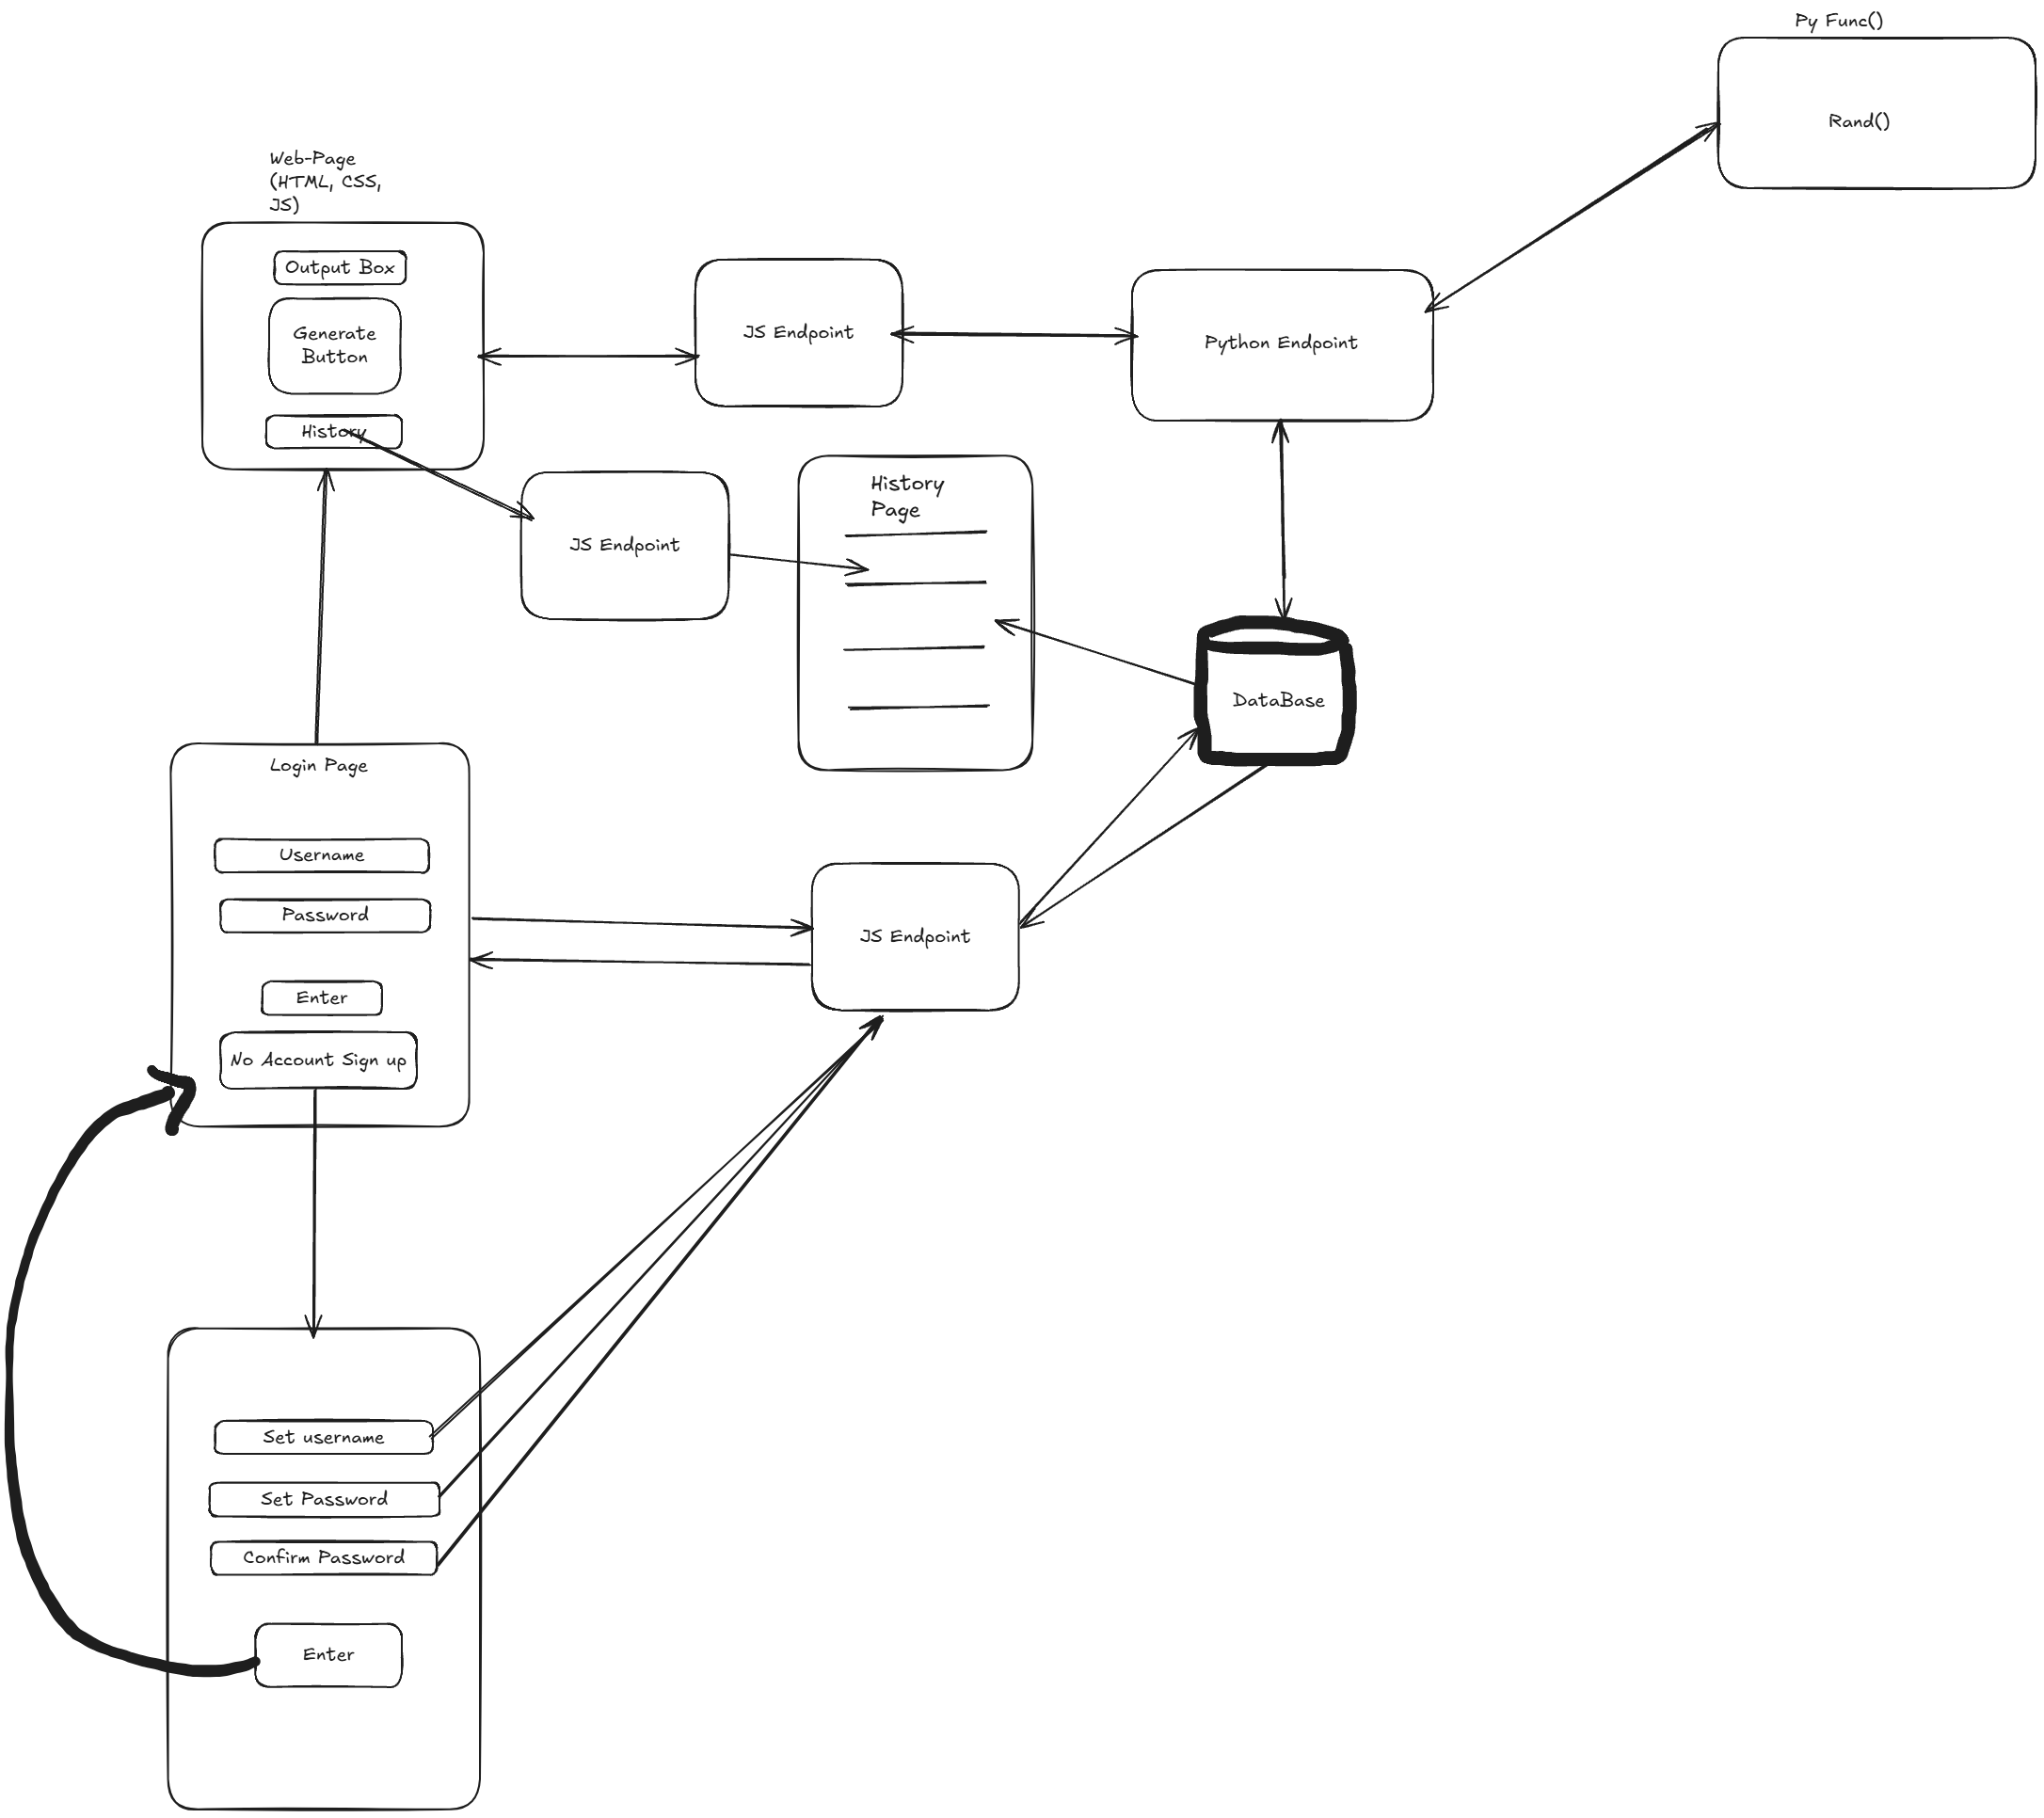 Py Func()
Rand()
Web-Page
(HTML, CSS,
JS)
Output Box
Generate
Button
History
JS Endpoint
Python Endpoint
JS Endpoint
History
Page
DataBase
Login Page
Username
Password
Enter
No Account Sign up
JS Endpoint
Set username
Set Password
Confirm Password
Enter